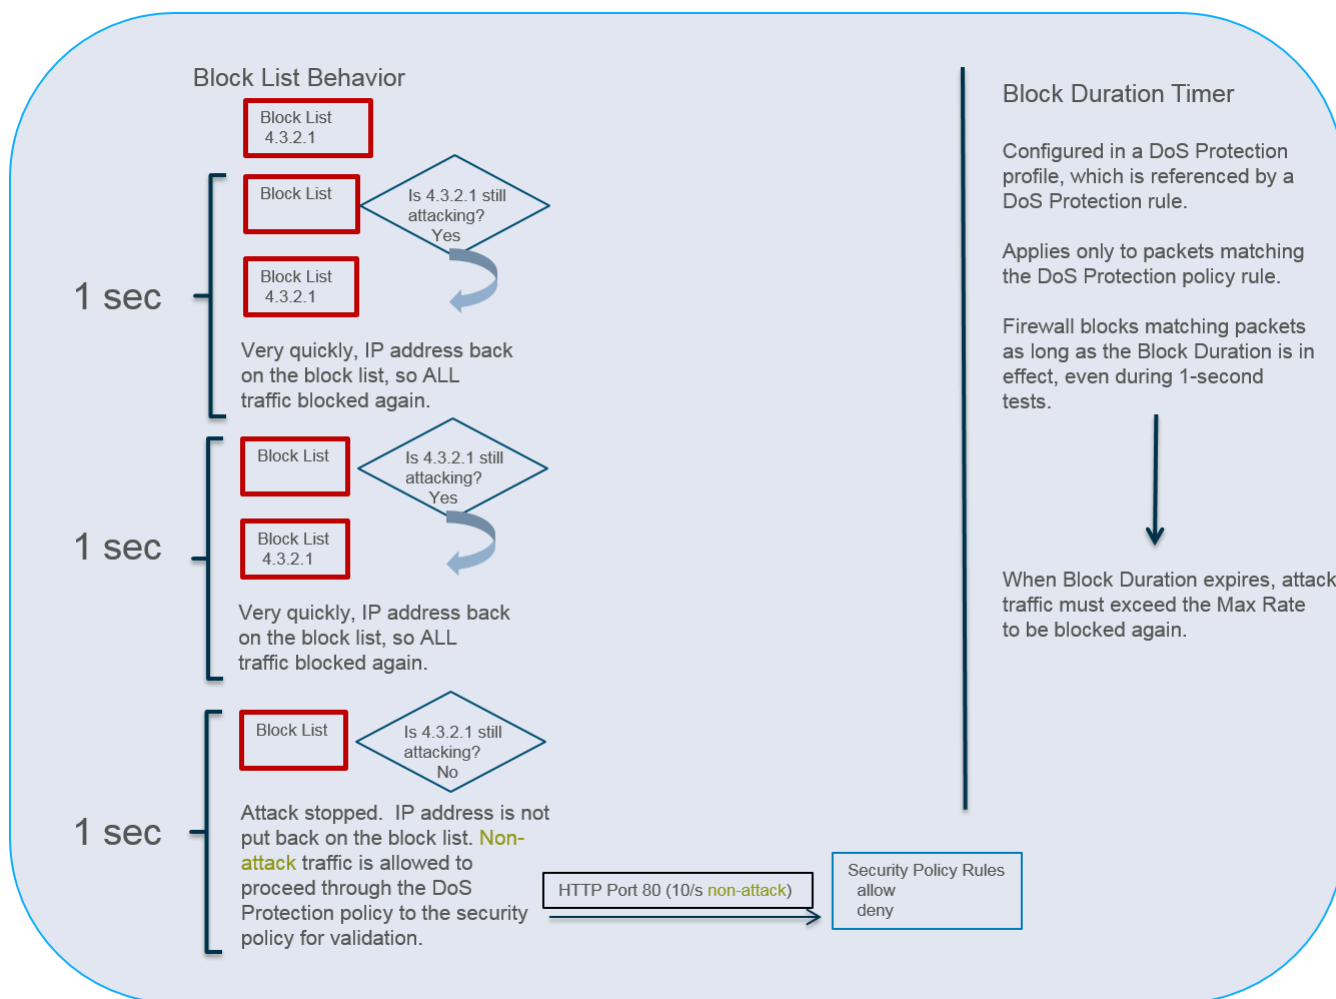 Block List Behavior
Block List
4.3.2.1
Block List
Is 4.3.2.1 still
attacking?
Yes
Block List
4.3.2.1
1 sec
Very quickly, IP address back
on the block list, so ALL
traffic blocked again.
Block List
Is 4.3.2.1 still
attacking?
Yes
Block List
4.3.2.1
1 sec
Very quickly, IP address back
on the block list, so ALL
traffic blocked again.
Block List
Is 4.3.2.1 still
attacking?
No
1 sec
Attack stopped. IP address is not
put back on the block list. Non-
attack traffic is allowed to
proceed through the DoS
Protection policy to the security
policy for validation.
HTTP Port 80 (10/s non-attack)
Security Policy Rules
allow
deny
Block Duration Timer
Configured in a DoS Protection
profile, which is referenced by a
DoS Protection rule.
Applies only to packets matching
the DoS Protection policy rule.
Firewall blocks matching packets
as long as the Block Duration is in
effect, even during 1-second
tests.
When Block Duration expires, attack
traffic must exceed the Max Rate
to be blocked again.